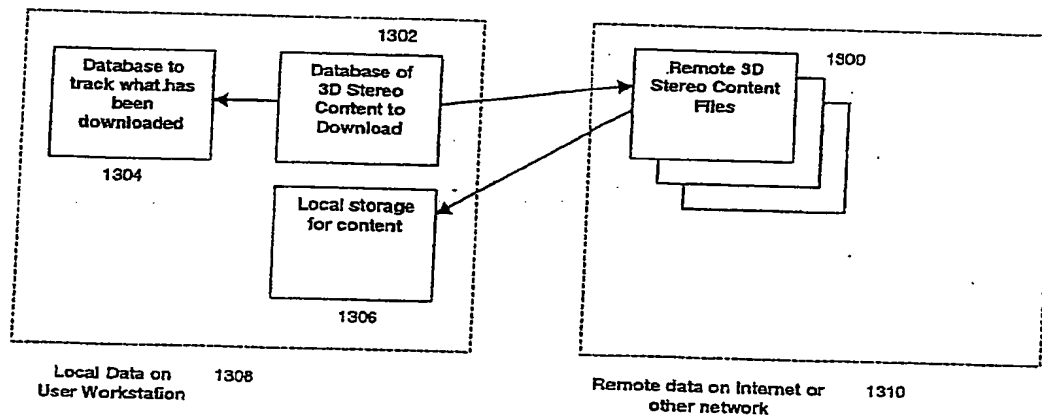 1302
Database to
track what has
been
downloaded
1304
Database of
3D Stereo
Content to
Download
Local storage
for content
1306
1300
.Remote 3D
Stereo Content
Files
Local Data on
User Workstation
1308
Remote data on Internet or
other network
1310